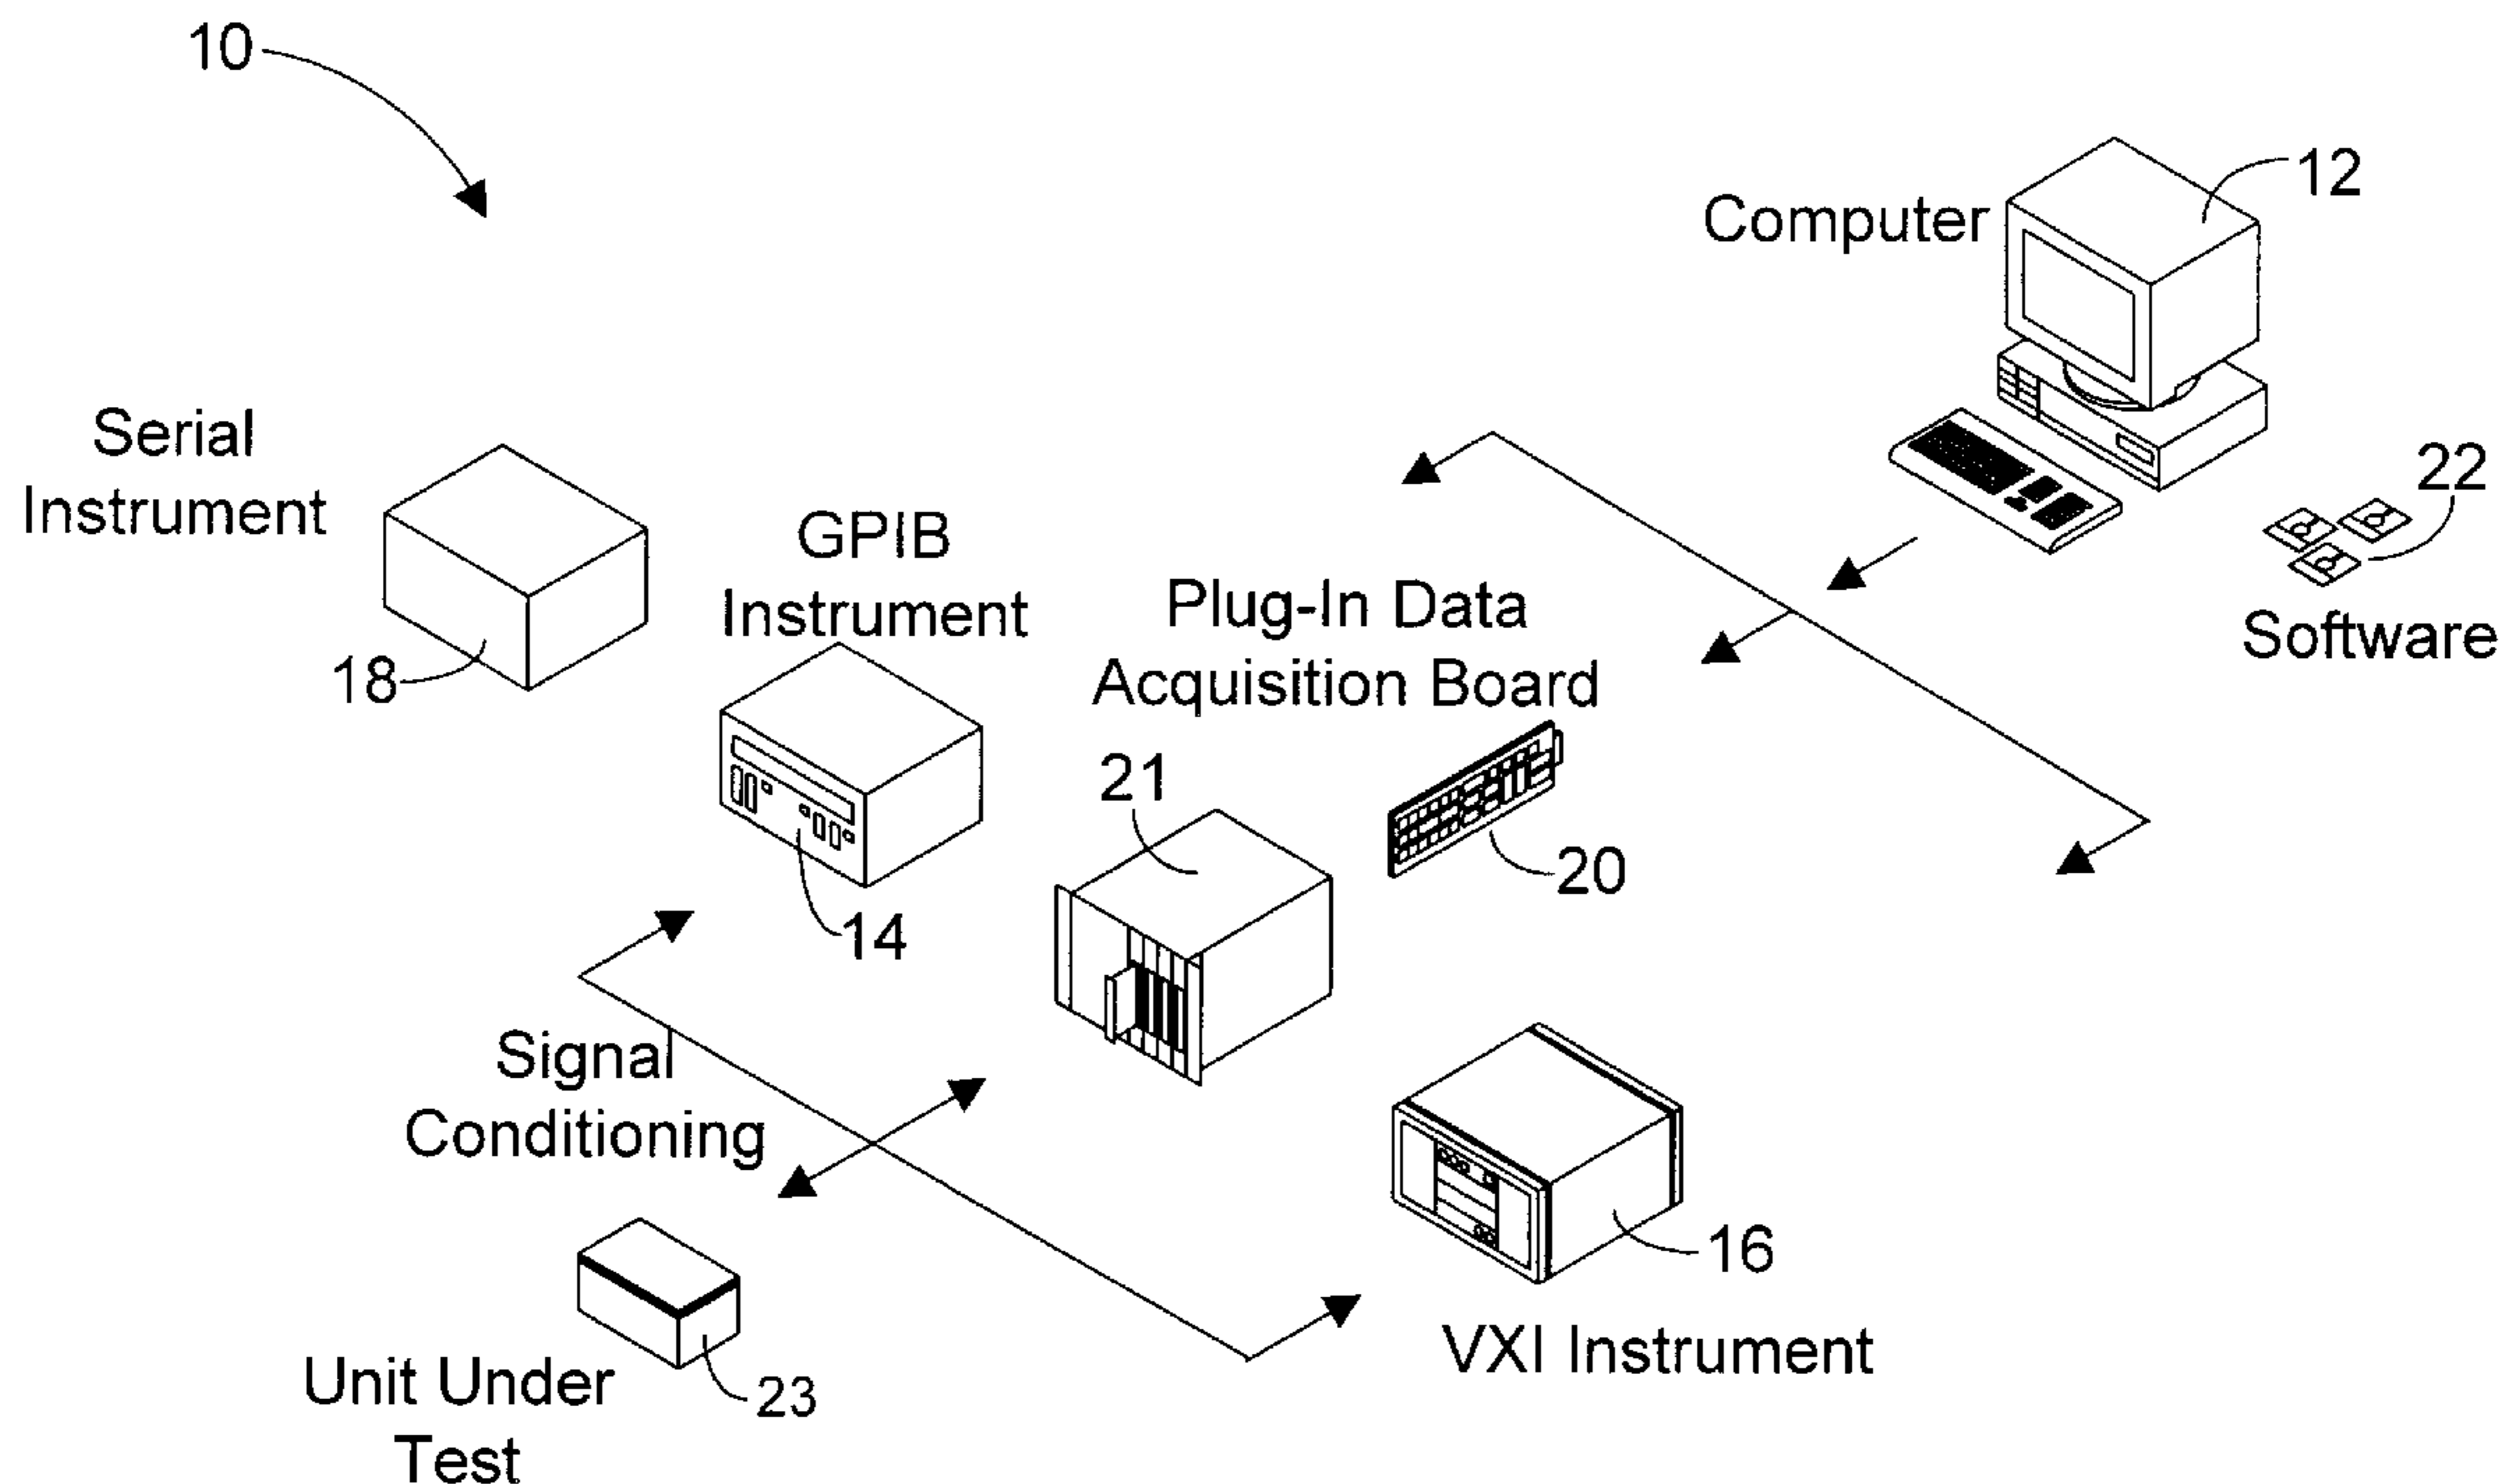 10
12
Computer
Serial
Instrument
22
GPIB
Instrument
Plug-In Data
Acquisition Board
Software
18
21
20
14
Signal
Conditioning
16
VXI Instrument
Unit Under
Test
23